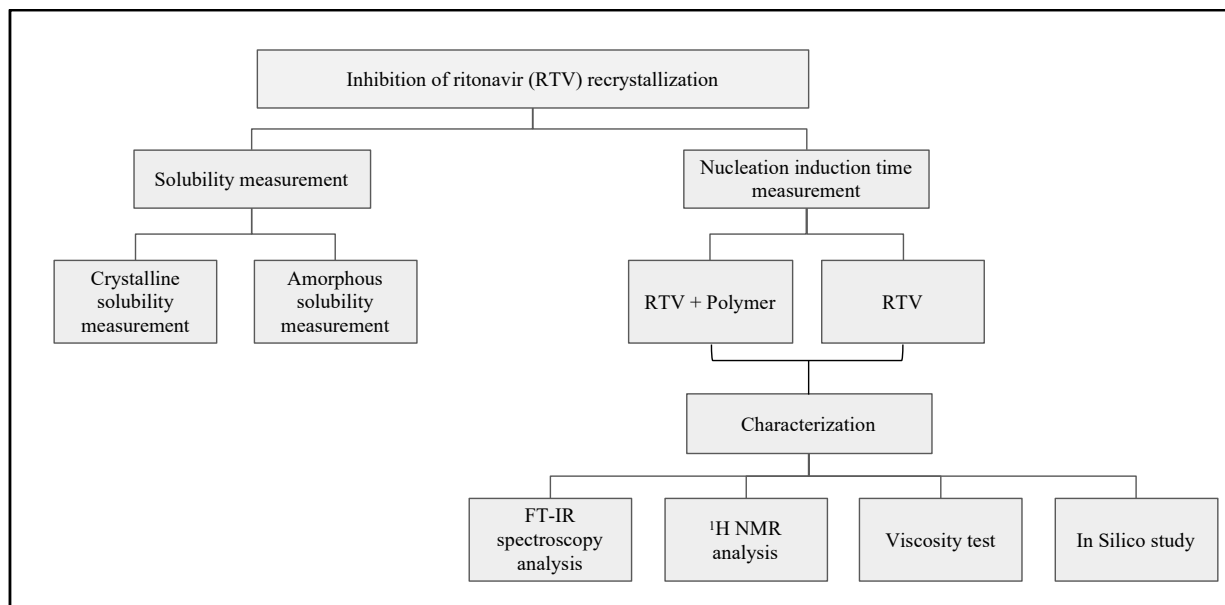 Inhibition of ritonavir (RTV) recrystallization
Solubility measurement
Nucleation induction time
measurement
Crystalline
solubility
measurement
Amorphous
solubility
measurement
RTV + Polymer
RTV
Characterization
FT-IR
spectroscopy
analysis
¹H NMR
analysis
Viscosity test
In Silico study